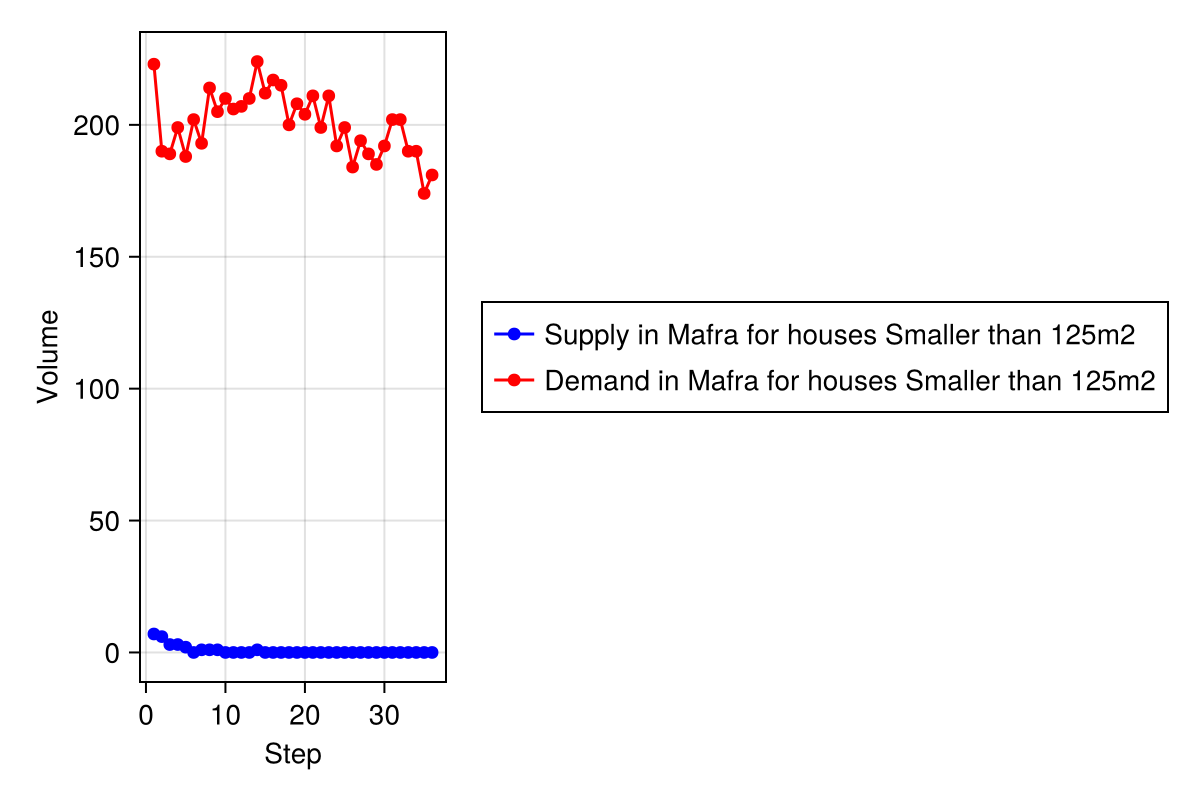 200
150
100
50
0
Volume
0 10 20 30
Step
Supply in Mafra for houses Smaller than 125m2
Demand in Mafra for houses Smaller than 125m2